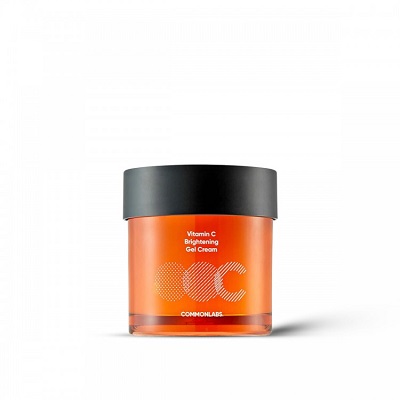 Vitamin C
Brightening
Gel Cream
C
COMMONLABS.